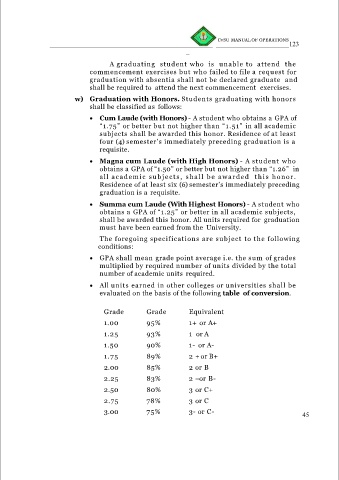 EVSU MANUAL OF OPERATIONS
123
A graduating student who is unable to attend the
commencement exercises but who failed to file a request for
graduation with absentia shall not be declared graduate and
shall be required to attend the next commencement exercises.
w) Graduation with Honors. Students graduating with honors
shall be classified as follows:
• Cum Laude (with Honors) - A student who obtains a GPA of
“1.75” or better but not higher than “1.51” in all academic
subjects shall be awarded this honor. Residence of at least
four (4) semester's immediately preceding graduation is a
requisite.
• Magna cum Laude (with High Honors) - A student who
obtains a GPA of “1.50” or better but not higher than “1.26” in
all academic subjects, shall be awarded this honor.
Residence of at least six (6) semester's immediately preceding
graduation is a requisite.
• Summa cum Laude (With Highest Honors) - A student who
obtains a GPA of “1.25” or better in all academic subjects,
shall be awarded this honor. All units required for graduation
must have been earned from the University.
The foregoing specifications are subject to the following
conditions:
• GPA shall mean grade point average i.e. the sum of grades
multiplied by required number of units divided by the total
number of academic units required.
• All units earned in other colleges or universities shall be
evaluated on the basis of the following table of conversion.
Grade Grade Equivalent
1.00 95% 1+ or A+
1.25 93% 1 or A
1.50 90% 1- or A-
1.75 89% 2 + or B+
2.00 85% 2 or B
2.25 83% 2 –or B-
2.50 80% 3 or C+
2.75 78% 3 or C
3.00 75% 3- or C-
45